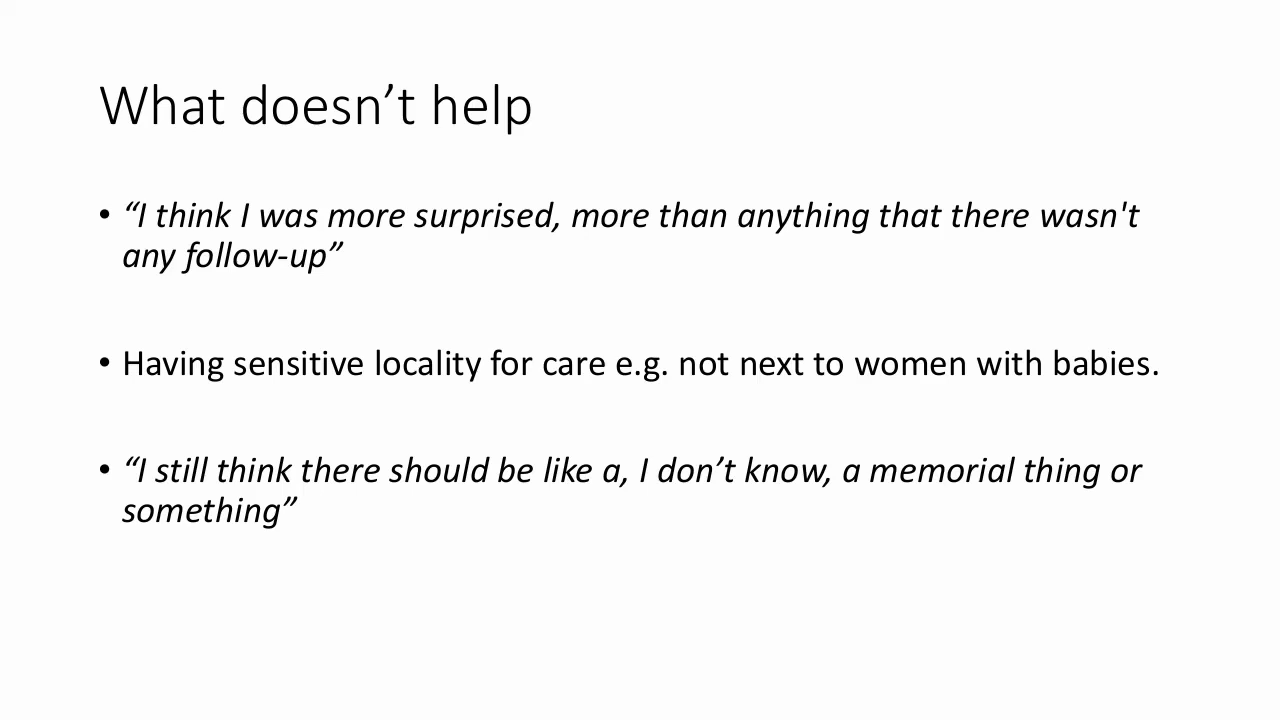 What doesn’t help
• “I think I was more surprised, more than anything that there wasn't
any follow-up”
• Having sensitive locality for care e.g. not next to women with babies.
• “I still think there should be like a, I don’t know, a memorial thing or
something”